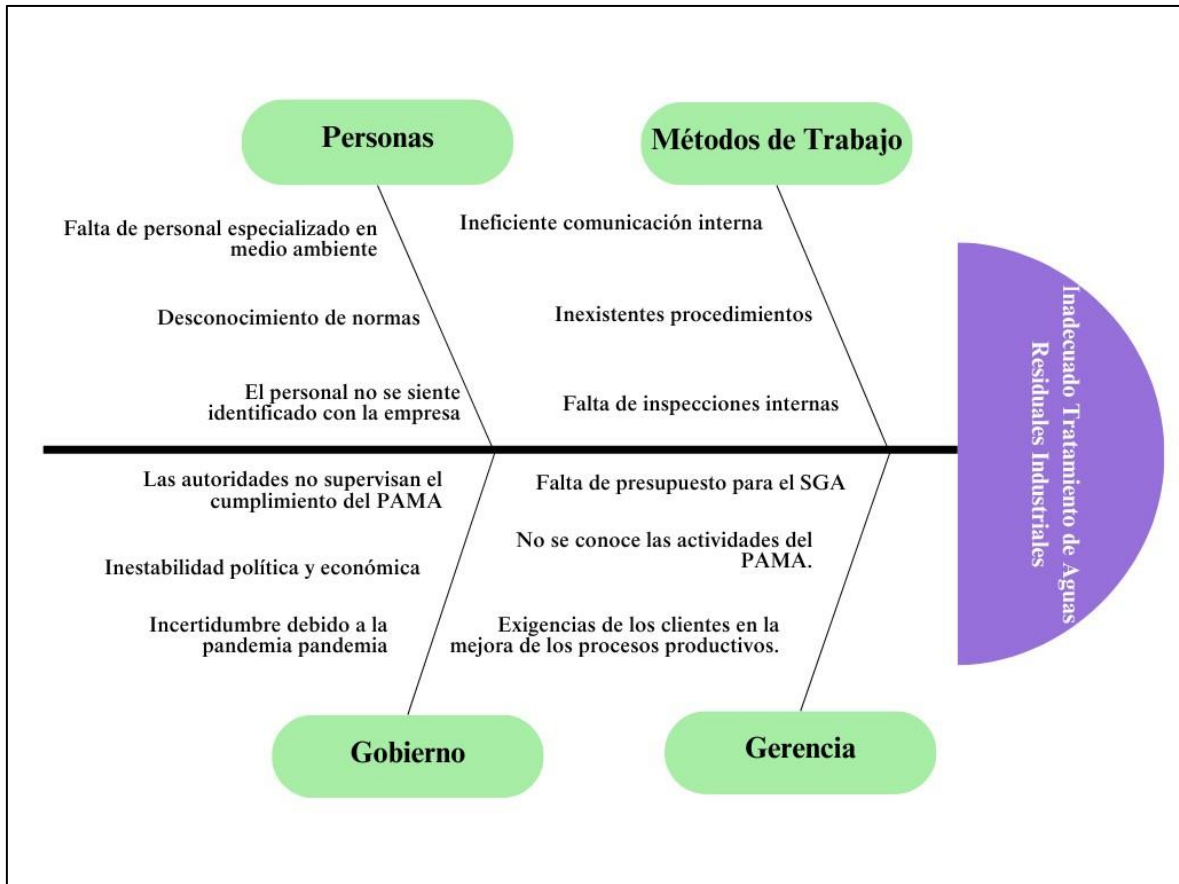 Personas
Métodos de Trabajo
Falta de personal especializado en
medio ambiente
Desconocimiento de normas
El personal no se siente
identificado con la empresa
Ineficiente comunicación interna
Inexistentes procedimientos
Falta de inspecciones internas
Inadecuado Tratamiento de Aguas
Residuales Industriales
Las autoridades no supervisan el
cumplimiento del PAMA
Inestabilidad política y económica
Incertidumbre debido a la
pandemia pandemia
Falta de presupuesto para el SGA
No se conoce las actividades del
PAMA.
Exigencias de los clientes en la
mejora de los procesos productivos.
Gobierno
Gerencia